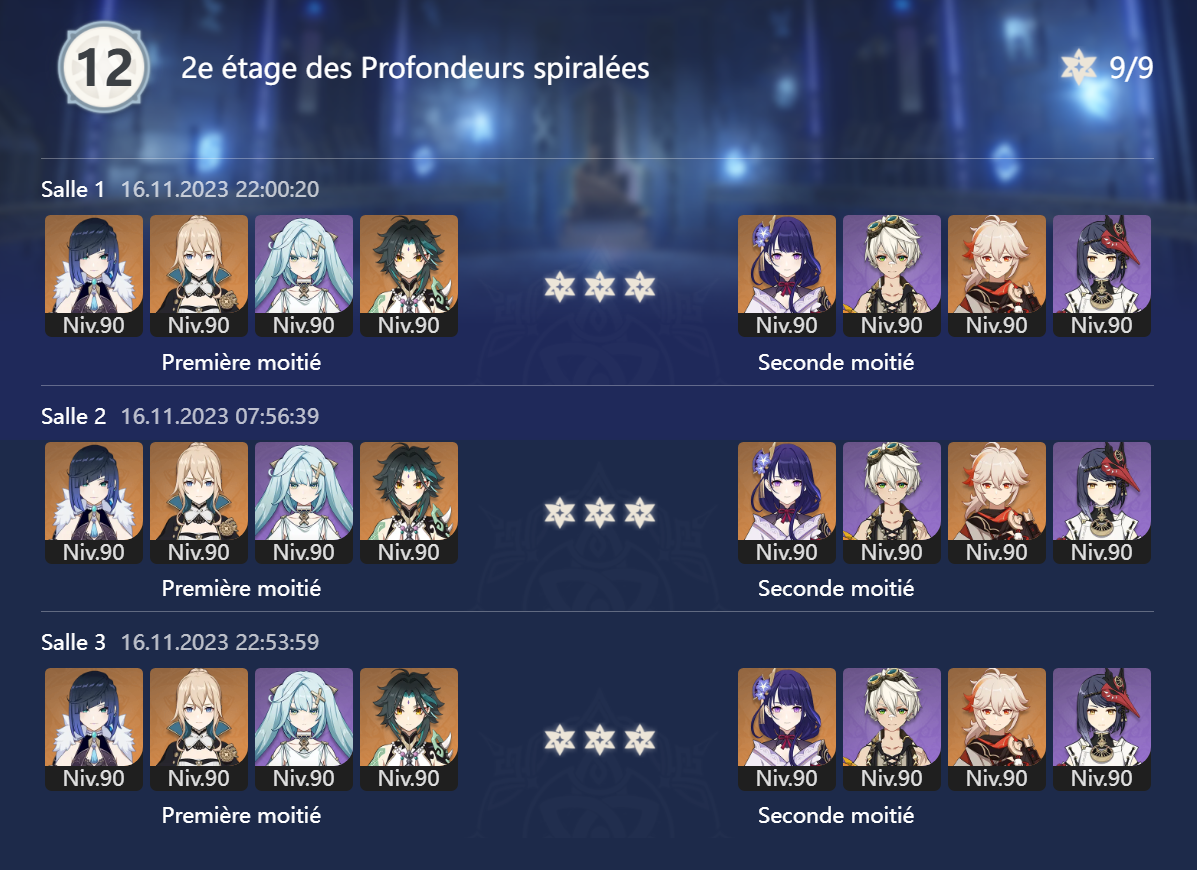 12 2e étage des Profondeurs spiralées 9/9
Salle 1 16.11.2023 22:00:20
Niv.90 Niv.90 Niv.90 Niv.90 Niv.90 Niv.90 Niv.90 Niv.90
Première moitié Seconde moitié
Salle 2 16.11.2023 07:56:39
Niv.90 Niv.90 Niv.90 Niv.90 Niv.90 Niv.90 Niv.90 Niv.90
Première moitié Seconde moitié
Salle 3 16.11.2023 22:53:59
Niv.90 Niv.90 Niv.90 Niv.90 Niv.90 Niv.90 Niv.90 Niv.90
Première moitié Seconde moitié